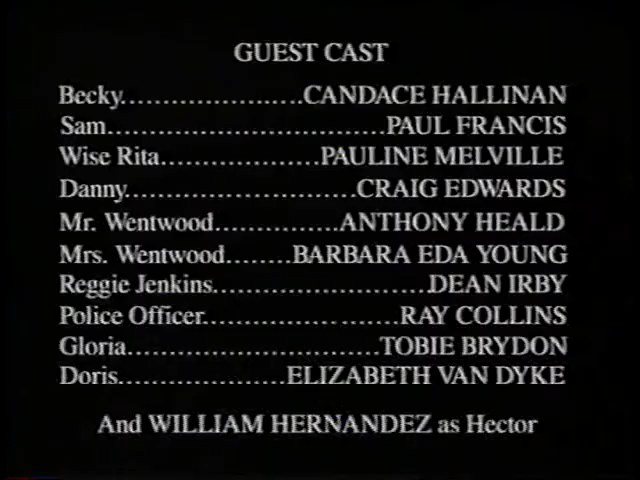 GUEST CAST
Becky.......................CANDACE HALLINAN
Sam..................................PAUL FRANCIS
Wise Rita...................PAULINE MELVILLE
Danny............................CRAIG EDWARDS
Mr. Wentwood...............ANTHONY HEALD
Mrs. Wentwood........BARBARA EDA YOUNG
Reggie Jenkins..........................DEAN IRBY
Police Officer.......................RAY COLLINS
Gloria..............................TOBIE BRYDON
Doris....................ELIZABETH VAN DYKE
And WILLIAM HERNANDEZ as Hector